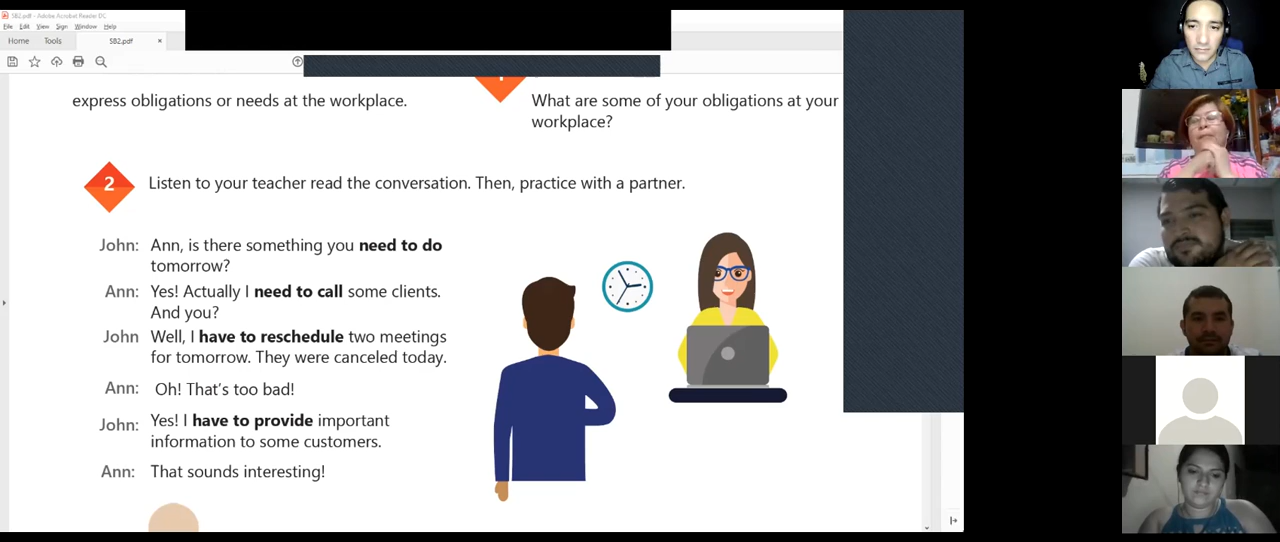 SB2.pdf - Adobe Acrobat Reader DC
File Edit View Sign Window Help
Home Tools SB2.pdf ×
express obligations or needs at the workplace.
What are some of your obligations at your
workplace?
2 Listen to your teacher read the conversation. Then, practice with a partner.
John: Ann, is there something you need to do
tomorrow?
Ann: Yes! Actually I need to call some clients.
And you?
John Well, I have to reschedule two meetings
for tomorrow. They were canceled today.
Ann: Oh! That's too bad!
John: Yes! I have to provide important
information to some customers.
Ann: That sounds interesting!